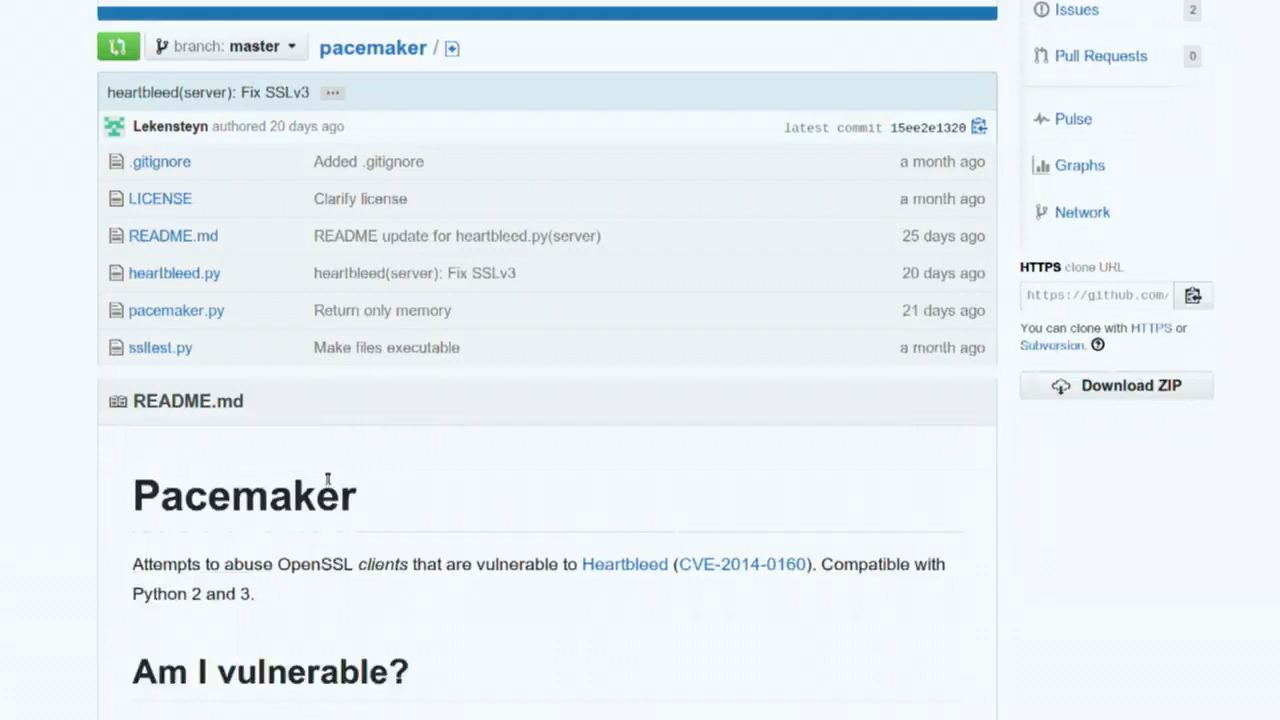 Issues 2
branch: master pacemaker /
Pull Requests 0
heartbleed(server): Fix SSLv3 ...
Lekensteyn authored 20 days ago latest commit 15ee2e1320
Pulse
.gitignore Added .gitignore a month ago
Graphs
LICENSE Clarify license a month ago
Network
README.md README update for heartbleed.py(server) 25 days ago
heartbleed.py heartbleed(server): Fix SSLv3 20 days ago
HTTPS clone URL
https://github.com/
pacemaker.py Return only memory 21 days ago
You can clone with HTTPS or
Subversion.
ssltest.py Make files executable a month ago
Download ZIP
README.md
Pacemaker
Attempts to abuse OpenSSL clients that are vulnerable to Heartbleed (CVE-2014-0160). Compatible with
Python 2 and 3.
Am I vulnerable?